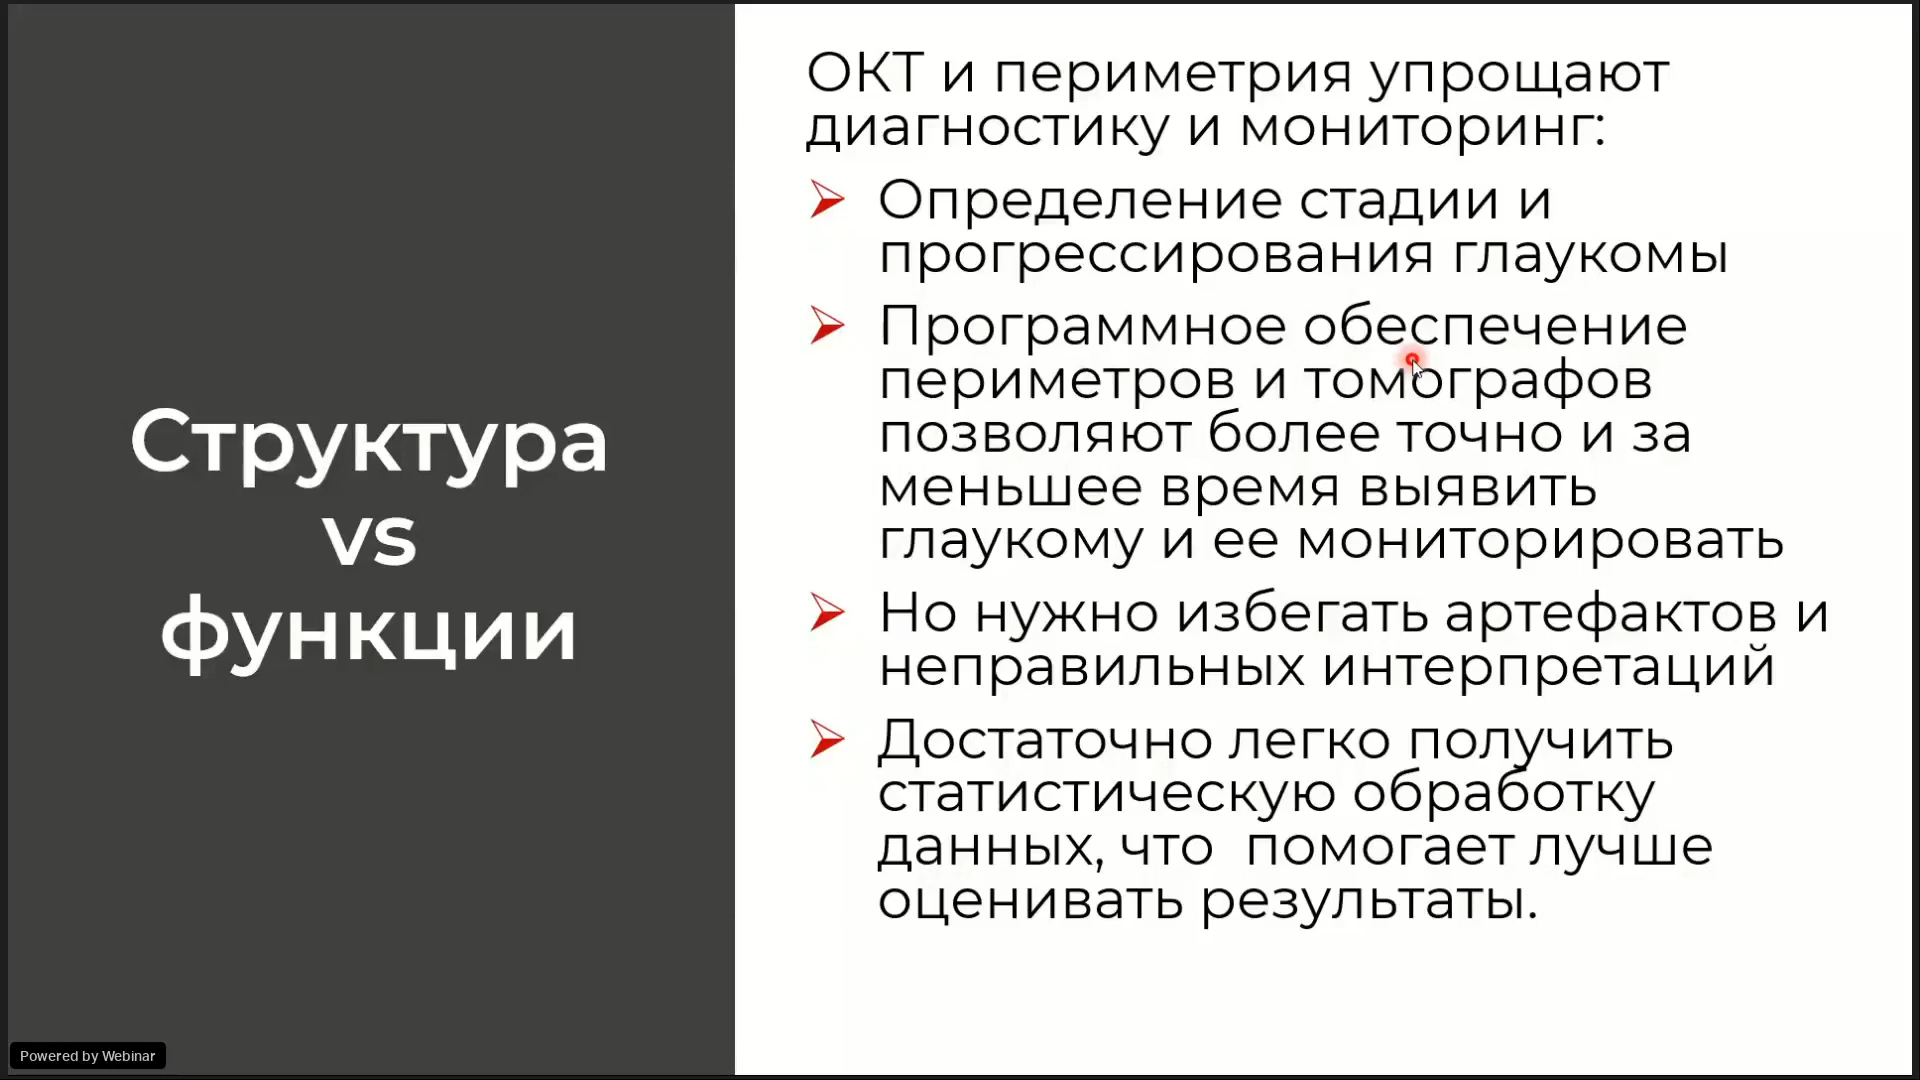 Структура
vs
функции
ОКТ и периметрия упрощают
диагностику и мониторинг:
Определение стадии и
прогрессирования глаукомы
Программное обеспечение
периметров и томографов
позволяют более точно и за
меньшее время выявить
глаукому и ее мониторировать
Но нужно избегать артефактов и
неправильных интерпретаций
Достаточно легко получить
статистическую обработку
данных, что помогает лучше
оценивать результаты.
Powered by Webinar